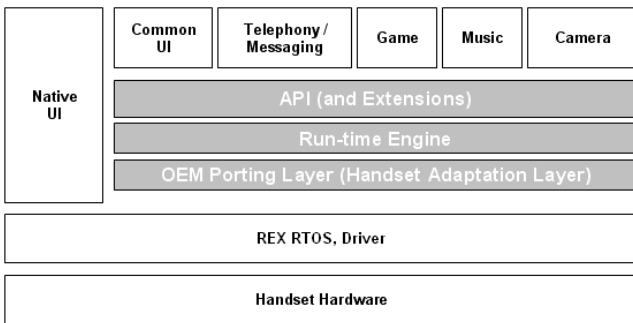 Common
UI
Telephony /
Messaging
Game
Music
Camera
Native
UI
API (and Extensions)
Run-time Engine
OEM Porting Layer (Handset Adaptation Layer)
REX RTOS, Driver
Handset Hardware